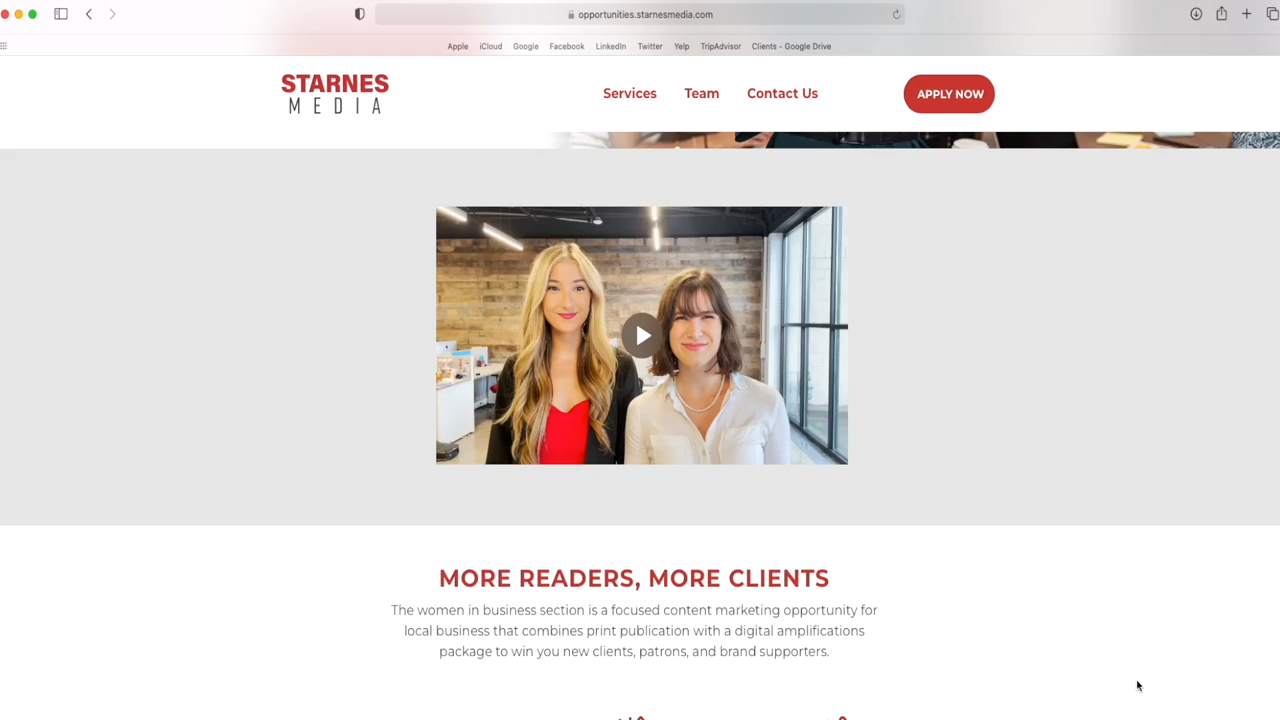 opportunities.starnesmedia.com
Apple iCloud Google Facebook LinkedIn Twitter Yelp TripAdvisor Clients - Google Drive
STARNES
MEDIA
Services Team Contact Us APPLY NOW
MORE READERS, MORE CLIENTS
The women in business section is a focused content marketing opportunity for
local business that combines print publication with a digital amplifications
package to win you new clients, patrons, and brand supporters.